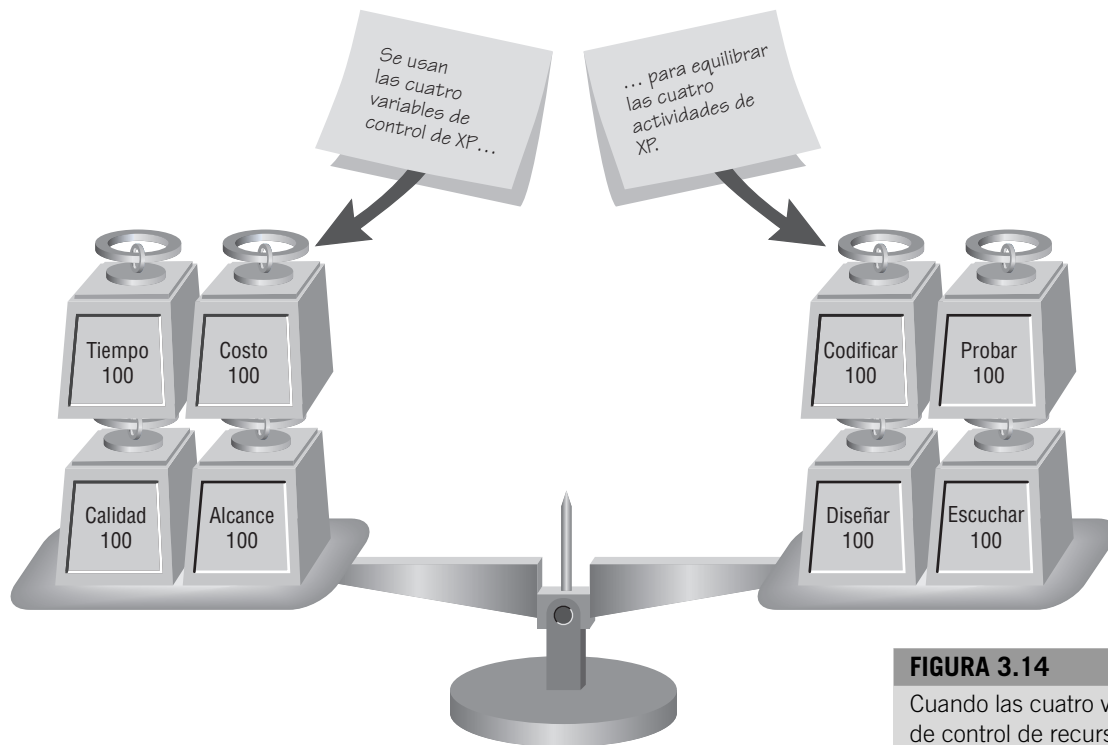 Se usan
las cuatro
variables de
control de XP...
... para equilibrar
las cuatro
actividades de
XP.
Tiempo
100
Costo
100
Calidad
100
Alcance
100
Codificar
100
Probar
100
Diseñar
100
Escuchar
100
FIGURA 3.14
Cuando las cuatro v
de control de recurs